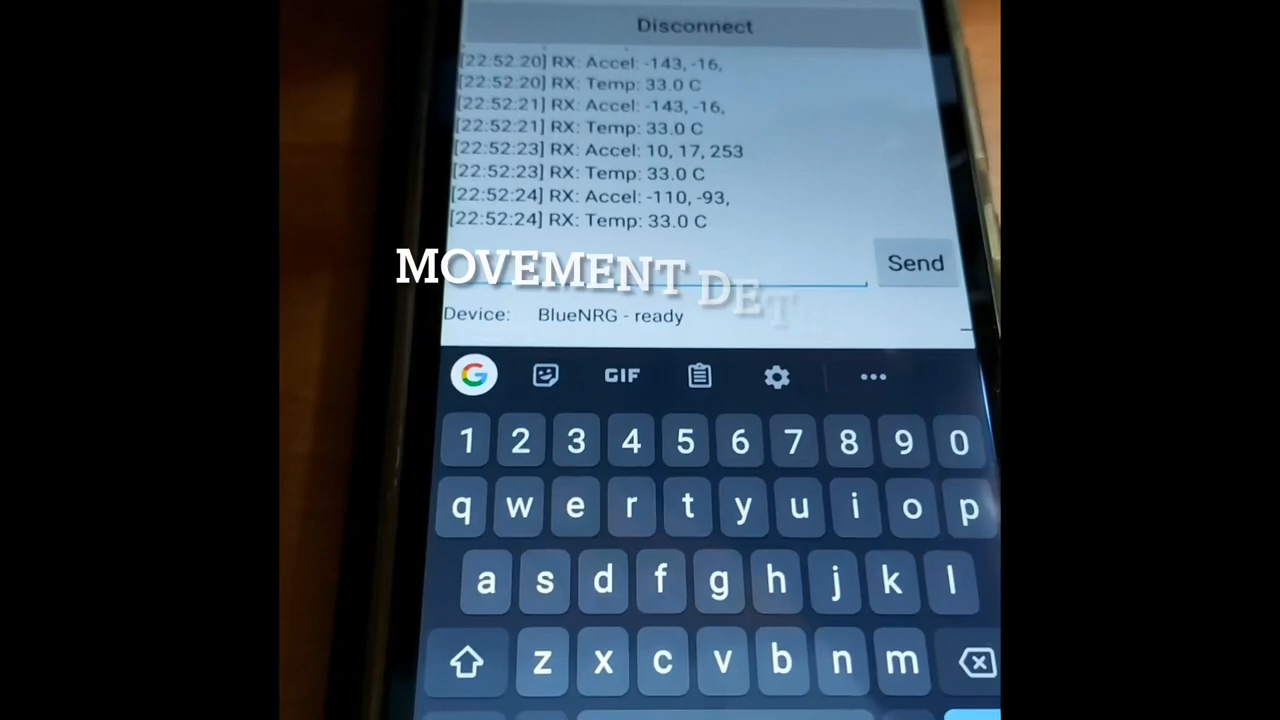 Disconnect
[22:52:20] RX: Accel: -143, -16,
[22:52:20] RX: Temp: 33.0 C
[22:52:21] RX: Accel: -143, -16,
[22:52:21] RX: Temp: 33.0 C
[22:52:23] RX: Accel: 10, 17, 253
[22:52:23] RX: Temp: 33.0 C
[22:52:24] RX: Accel: -110, -93,
[22:52:24] RX: Temp: 33.0 C
Send
MOVEMENT DET
Device: BlueNRG - ready
G GIF
1 2 3 4 5 6 7 8 9 0
q w e r t y u i o p
a s d f g h j k l
z x c v b n m